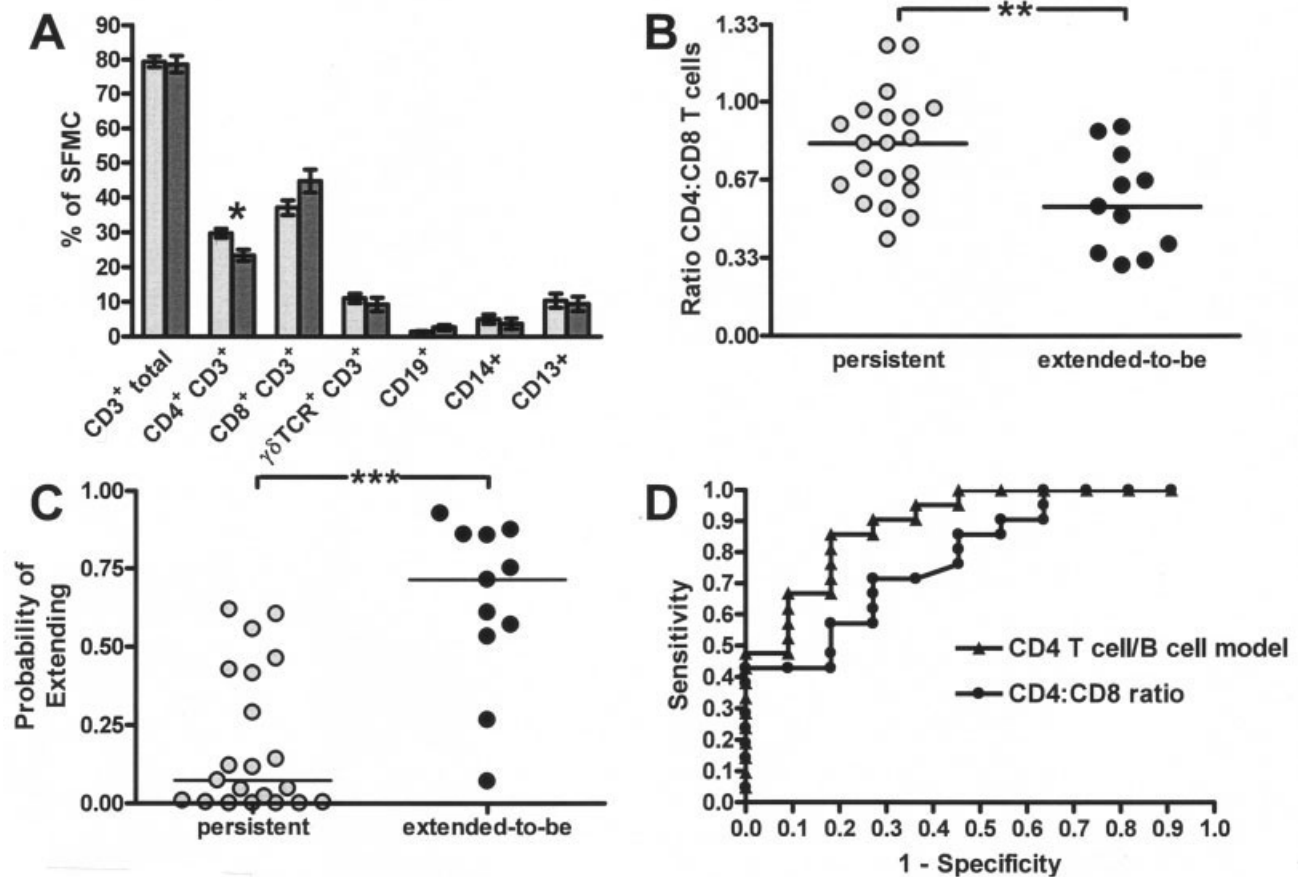 A
% of SFMC
90
80
70
60
50
40
30
20
10
0
*
CD3⁺ total
CD4⁺ CD3⁺
CD8⁺ CD3⁺
γδTCR⁺ CD3⁺
CD19⁺
CD14+
CD13+
B
Ratio CD4:CD8 T cells
1.33
1.00
0.67
0.33
0.00
**
persistent extended-to-be
C
Probability of
Extending
1.00
0.75
0.50
0.25
0.00
***
persistent extended-to-be
D
Sensitivity
1.0
0.9
0.8
0.7
0.6
0.5
0.4
0.3
0.2
0.1
0.0
CD4 T cell/B cell model
CD4:CD8 ratio
0.0 0.1 0.2 0.3 0.4 0.5 0.6 0.7 0.8 0.9 1.0
1 - Specificity